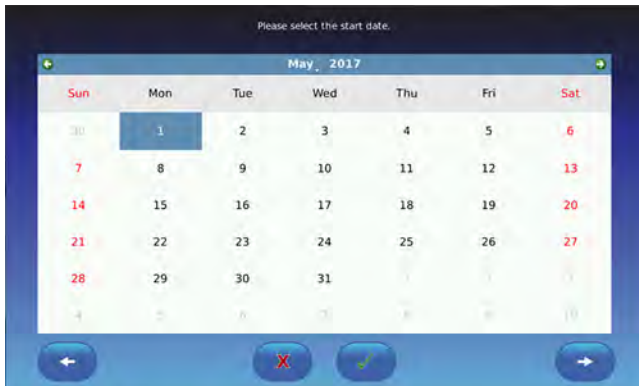 Please select the start date.
May, 2017
Sun Mon Tue Wed Thu Fri Sat
30 1 2 3 4 5 6
7 8 9 10 11 12 13
14 15 16 17 18 19 20
21 22 23 24 25 26 27
28 29 30 31 1 2 3
4 5 6 7 8 9 10
X